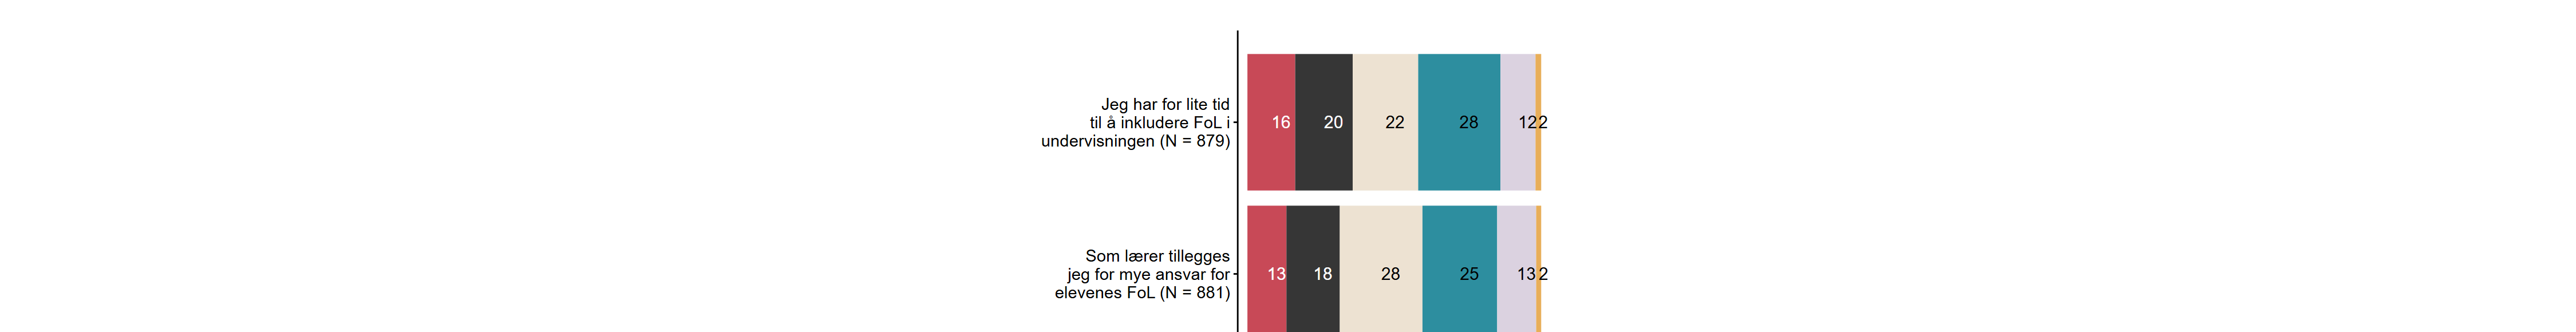 Jeg har for lite tid
til å inkludere FoL i
undervisningen (N = 879)
16 20 22 28 12 2
Som lærer tillegges
jeg for mye ansvar for
elevenes FoL (N = 881)
13 18 28 25 13 2